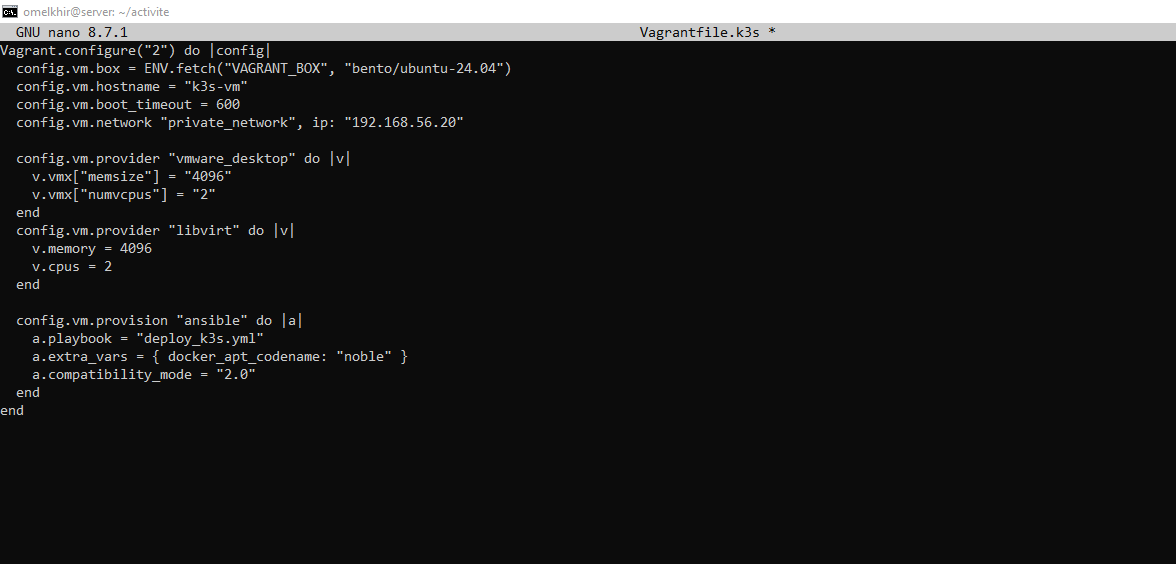 omelkhir@server: ~/activite
GNU nano 8.7.1 Vagrantfile.k3s *
Vagrant.configure("2") do |config|
  config.vm.box = ENV.fetch("VAGRANT_BOX", "bento/ubuntu-24.04")
  config.vm.hostname = "k3s-vm"
  config.vm.boot_timeout = 600
  config.vm.network "private_network", ip: "192.168.56.20"

  config.vm.provider "vmware_desktop" do |v|
    v.vmx["memsize"] = "4096"
    v.vmx["numvcpus"] = "2"
  end
  config.vm.provider "libvirt" do |v|
    v.memory = 4096
    v.cpus = 2
  end

  config.vm.provision "ansible" do |a|
    a.playbook = "deploy_k3s.yml"
    a.extra_vars = { docker_apt_codename: "noble" }
    a.compatibility_mode = "2.0"
  end
end